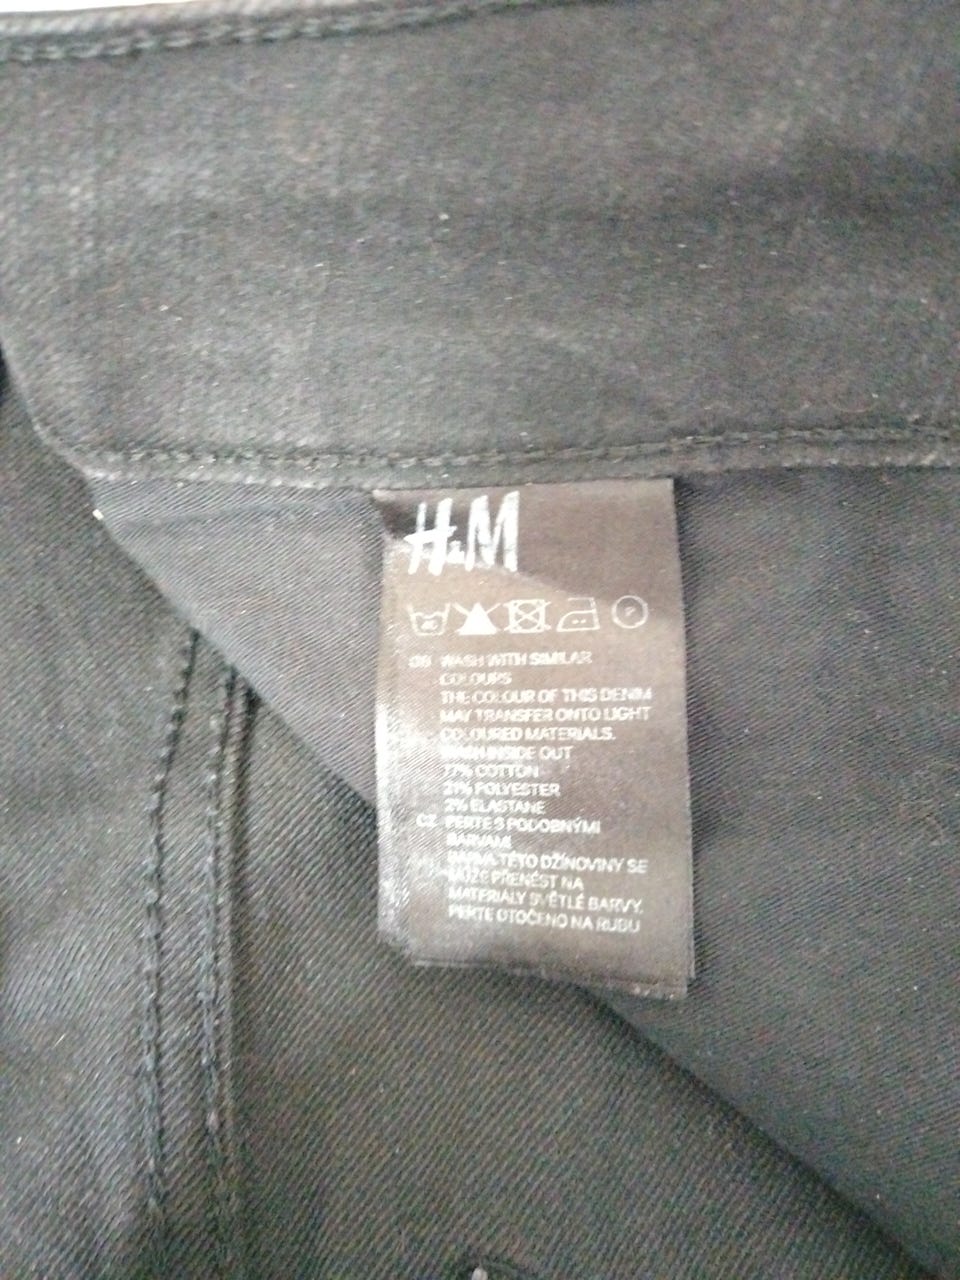 H&M
P
GB WASH WITH SIMILAR
COLOURS
THE COLOUR OF THIS DENIM
MAY TRANSFER ONTO LIGHT
COLOURED MATERIALS.
WASH INSIDE OUT
COTTON
21% POLYESTER
2% ELASTANE
CZ PERTE S PODOBNÝMI
BARVAMI
BARVA TÉTO DŽÍNOVINY SE
MŮŽE PŘENÉST NA
MATERIÁLY SVĚTLÉ BARVY.
PERTE OTOČENO NA RUBU